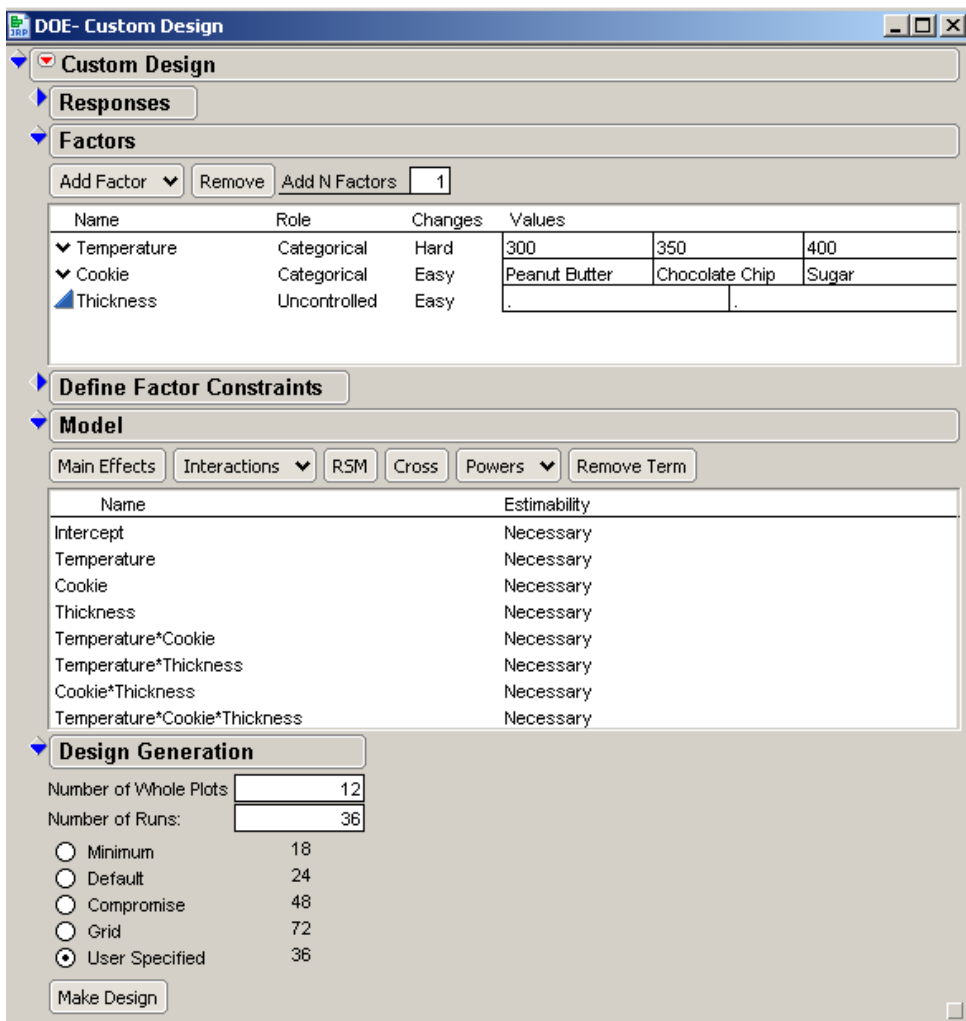 DOE- Custom Design
Custom Design
Responses
Factors
Add Factor Remove Add N Factors 1
Name Role Changes Values
Temperature Categorical Hard 300 350 400
Cookie Categorical Easy Peanut Butter Chocolate Chip Sugar
Thickness Uncontrolled Easy . .
Define Factor Constraints
Model
Main Effects Interactions RSM Cross Powers Remove Term
Name Estimability
Intercept Necessary
Temperature Necessary
Cookie Necessary
Thickness Necessary
Temperature*Cookie Necessary
Temperature*Thickness Necessary
Cookie*Thickness Necessary
Temperature*Cookie*Thickness Necessary
Design Generation
Number of Whole Plots 12
Number of Runs: 36
Minimum 18
Default 24
Compromise 48
Grid 72
User Specified 36
Make Design